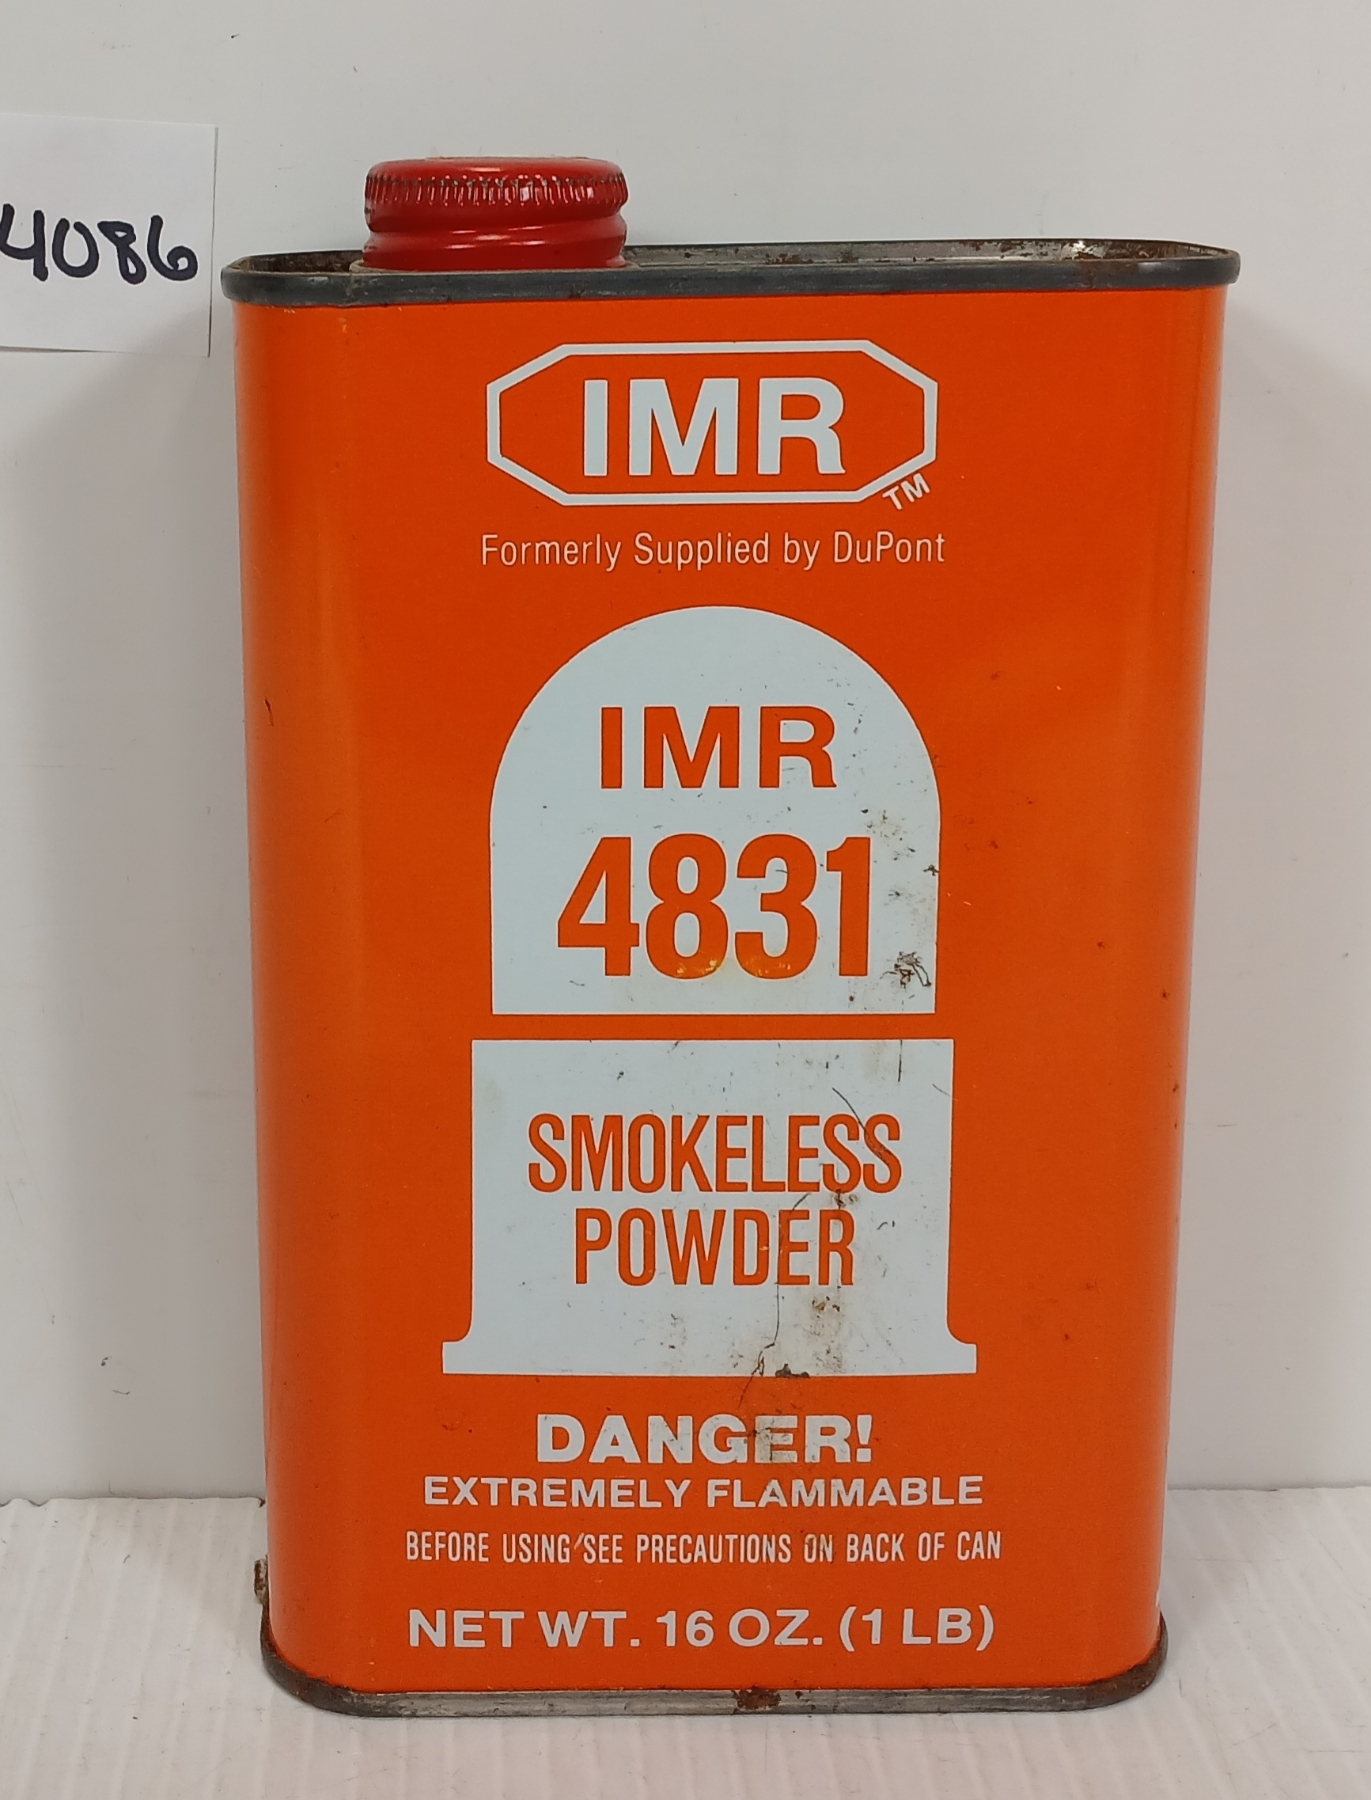 4086
IMR
TM
Formerly Supplied by DuPont
IMR
4831
SMOKELESS
POWDER
DANGER!
EXTREMELY FLAMMABLE
BEFORE USING SEE PRECAUTIONS ON BACK OF CAN
NET WT. 16 OZ. (1 LB)